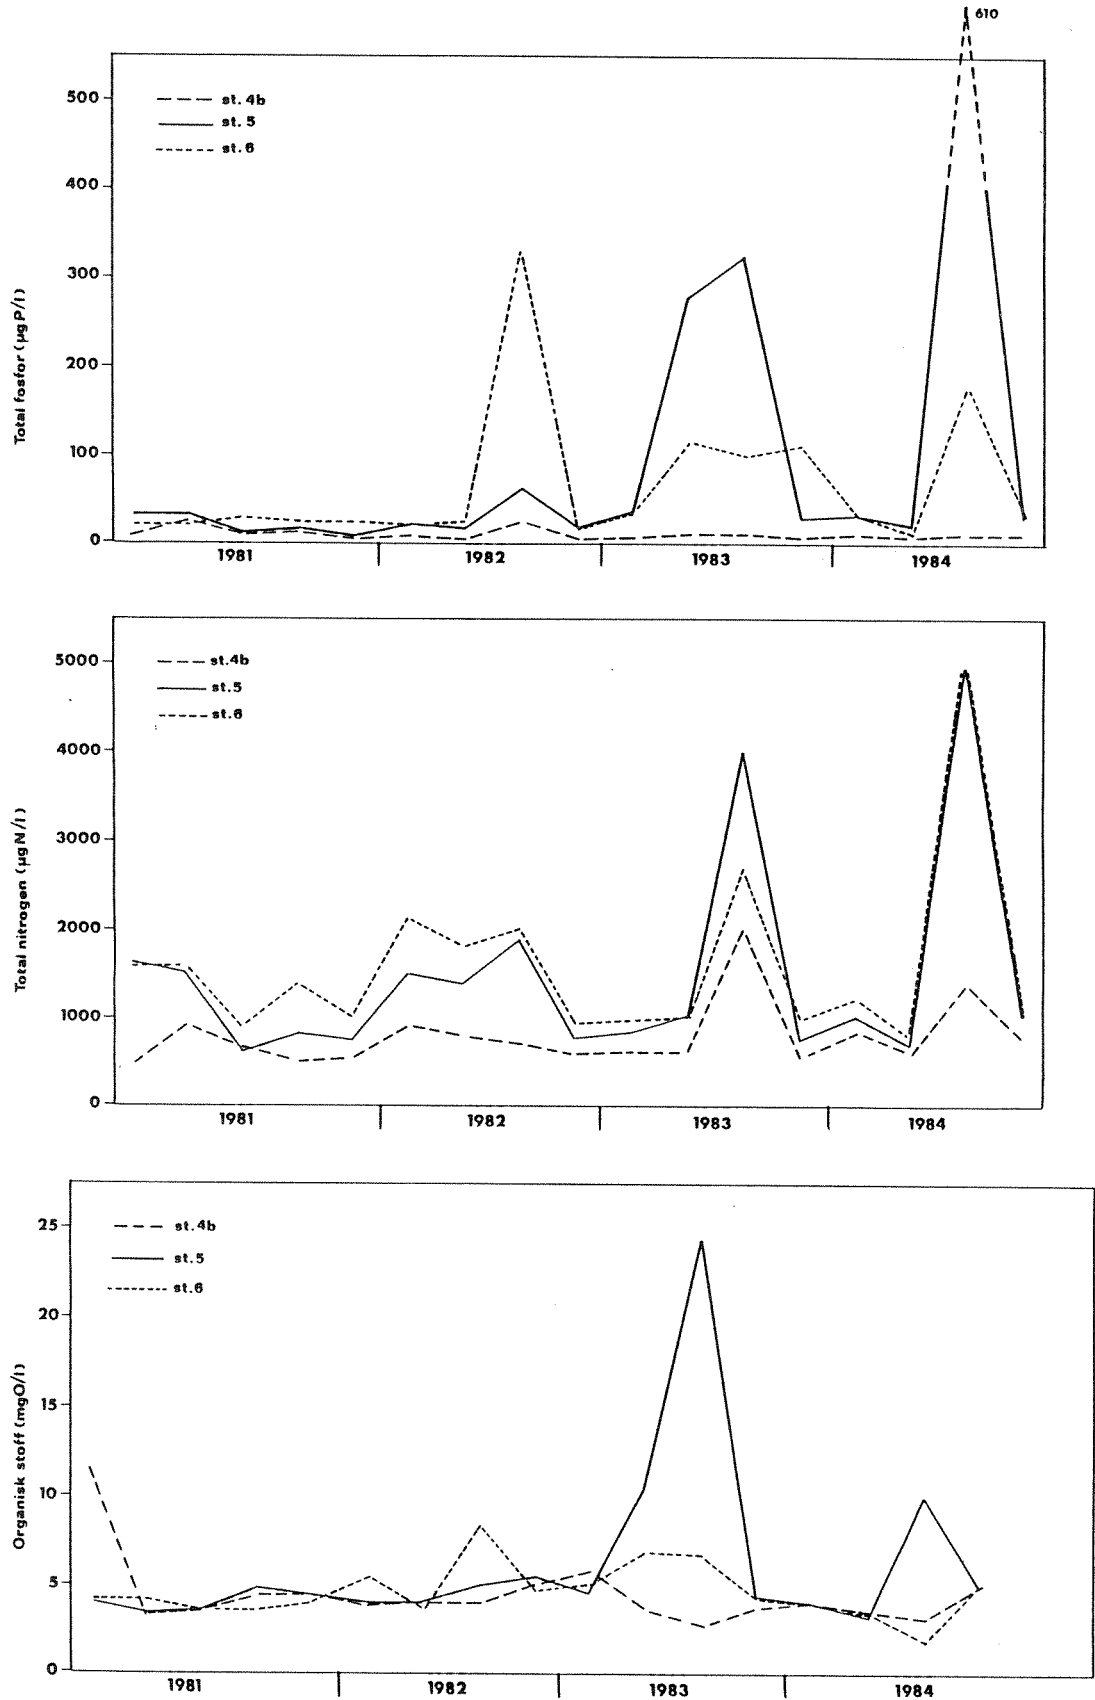 610
500
400
300
200
100
0
Total fosfor (µg P/l)
st. 4b
st. 5
st. 6
1981 1982 1983 1984
5000
4000
3000
2000
1000
0
Total nitrogen (µg N/l)
st. 4b
st. 5
st. 6
1981 1982 1983 1984
25
20
15
10
5
0
Organisk stoff (mgO/l)
st. 4b
st. 5
st. 6
1981 1982 1983 1984